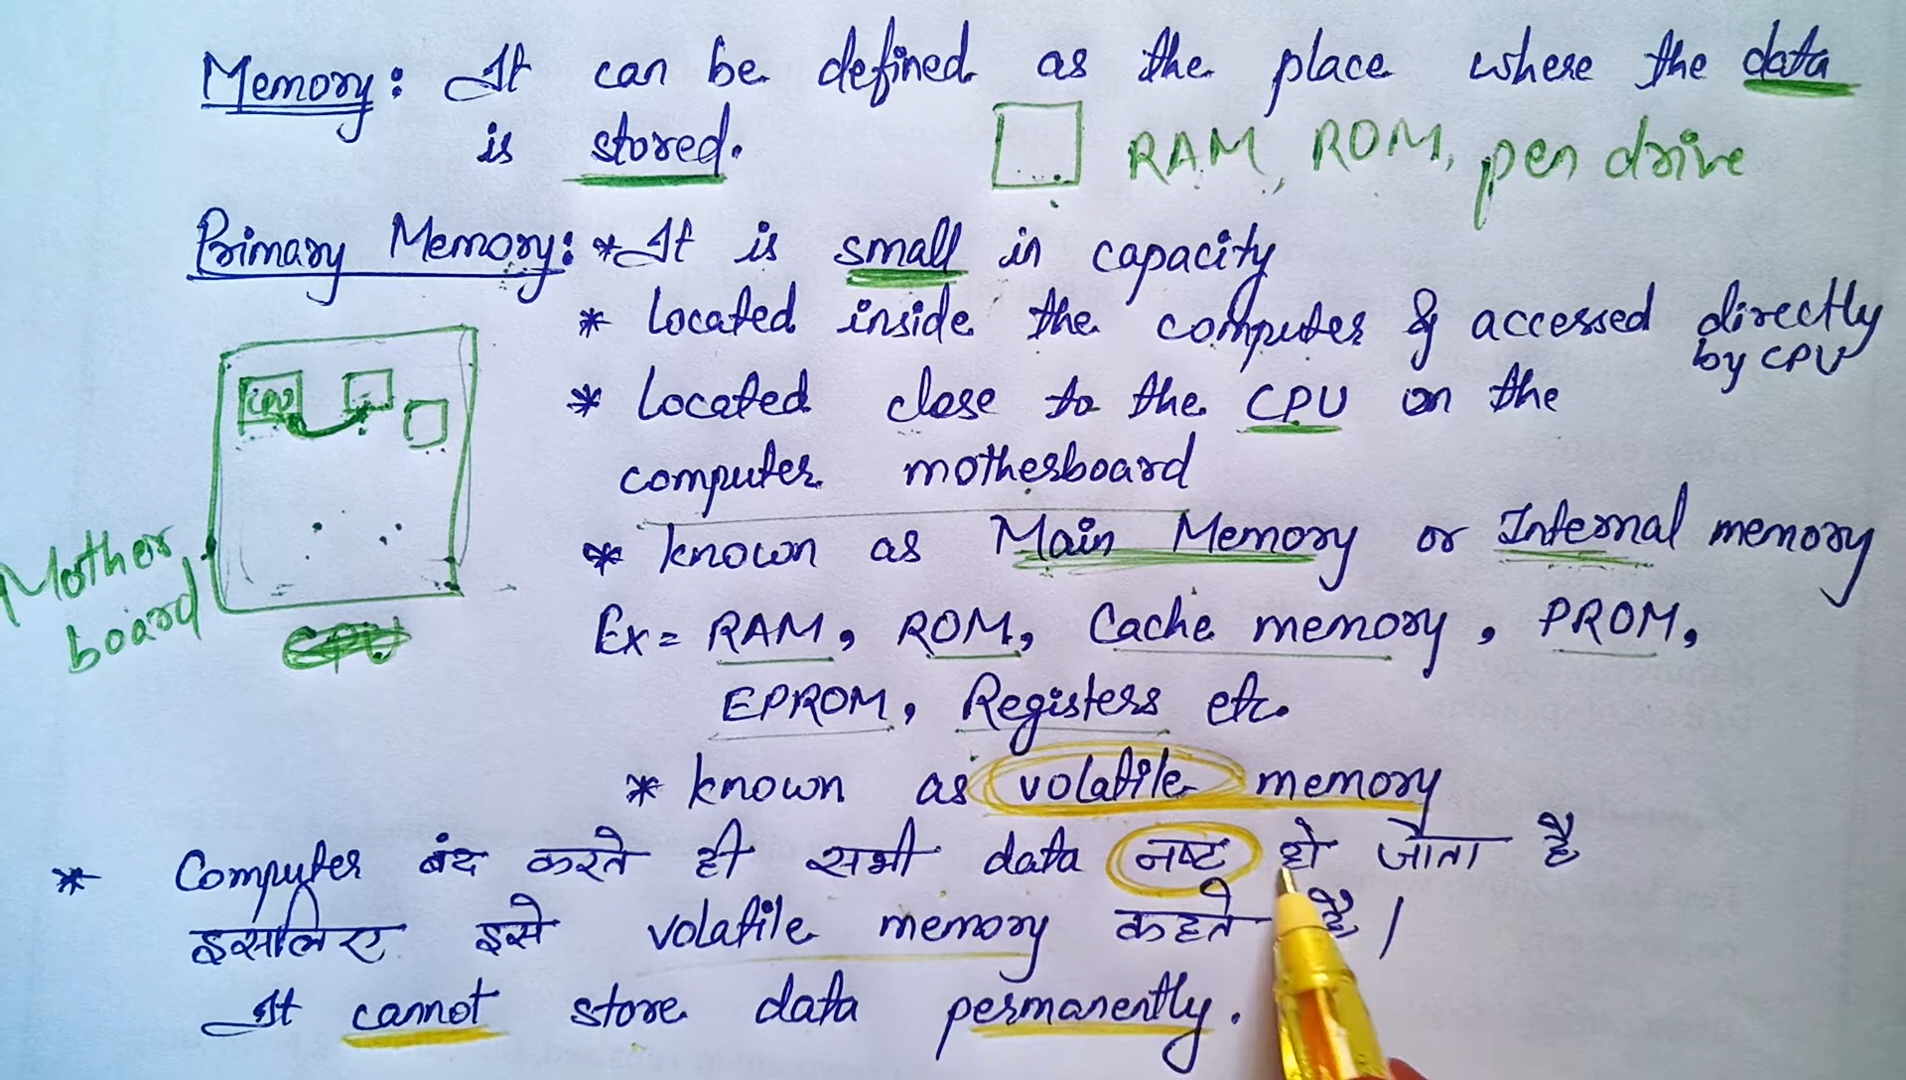 Memory: It can be defined as the place where the data
is stored.
RAM, ROM, pen drive
Primary Memory: * It is small in capacity
* Located inside the computer & accessed directly
by CPU
* Located close to the CPU on the
computer motherboard
* known as Main Memory or Internal memory
Ex = RAM, ROM, Cache memory, PROM,
EPROM, Registers etc.
* known as volatile memory
* Computer बंद करते ही सभी data नष्ट हो जाता है
इसलिए इसे volatile memory कहते है।
It cannot store data permanently.
CPU
Mother
board
CPU